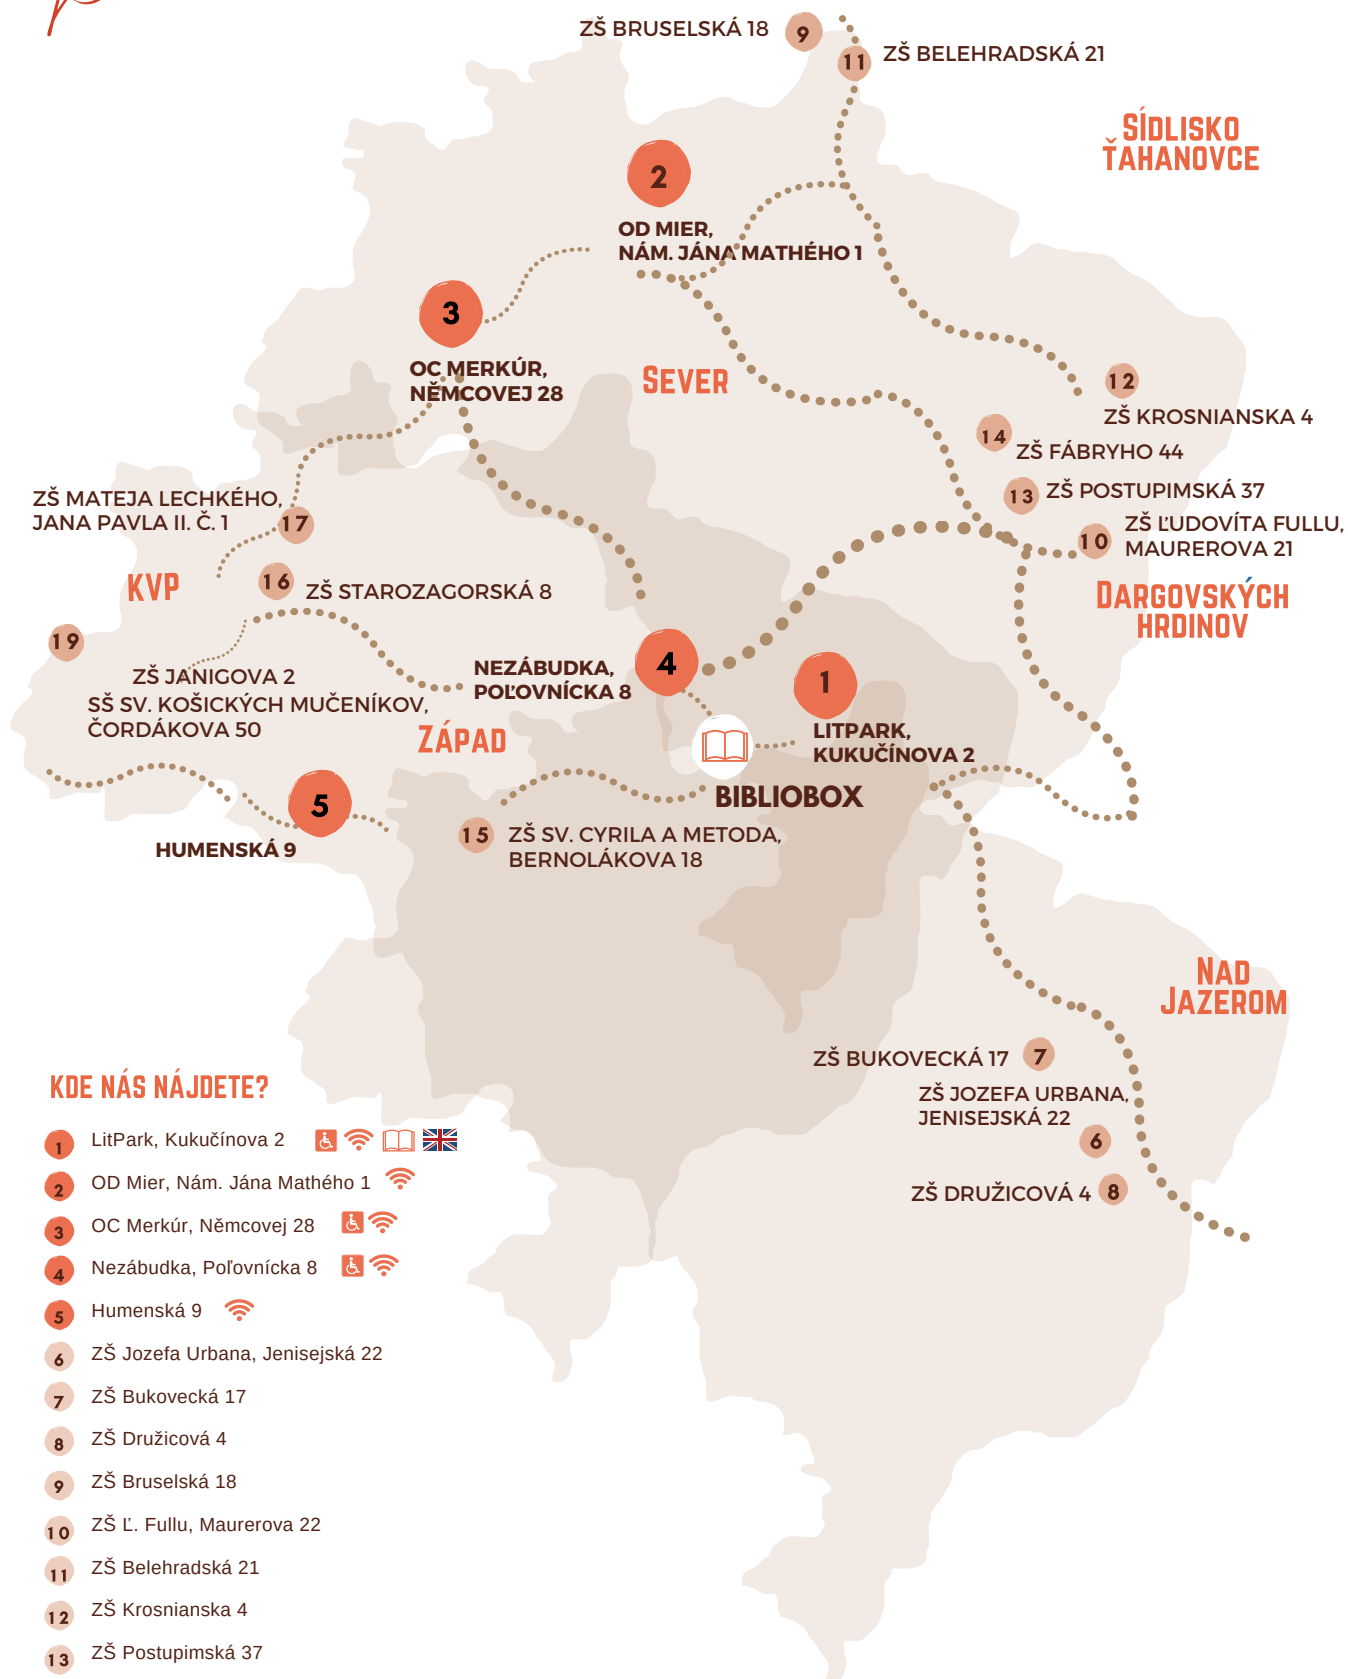 ZŠ BRUSELSKÁ 18
9
11
ZŠ BELEHRADSKÁ 21
SÍDLISKO
ŤAHANOVCE
2
OD MIER,
NÁM. JÁNA MATHÉHO 1
3
OC MERKÚR,
NĚMCOVEJ 28
SEVER
12
ZŠ KROSNIANSKA 4
14
ZŠ FÁBRYHO 44
13
ZŠ POSTUPIMSKÁ 37
10
ZŠ ĽUDOVÍTA FULLU,
MAUREROVA 21
ZŠ MATEJA LECHKÉHO,
JANA PAVLA II. Č. 1
17
KVP
16
ZŠ STAROZAGORSKÁ 8
DARGOVSKÝCH
HRDINOV
19
ZŠ JANIGOVA 2
SŠ SV. KOŠICKÝCH MUČENÍKOV,
ČORDÁKOVA 50
NEZÁBUDKA,
POĽOVNÍCKA 8
4
1
LITPARK,
KUKUČÍNOVA 2
ZÁPAD
BIBLIOBOX
5
HUMENSKÁ 9
15
ZŠ SV. CYRILA A METODA,
BERNOLÁKOVA 18
NAD
JAZEROM
ZŠ BUKOVECKÁ 17
7
ZŠ JOZEFA URBANA,
JENISEJSKÁ 22
6
ZŠ DRUŽICOVÁ 4
8
KDE NÁS NÁJDETE?
1 LitPark, Kukučínova 2
2 OD Mier, Nám. Jána Mathého 1
3 OC Merkúr, Němcovej 28
4 Nezábudka, Poľovnícka 8
5 Humenská 9
6 ZŠ Jozefa Urbana, Jenisejská 22
7 ZŠ Bukovecká 17
8 ZŠ Družicová 4
9 ZŠ Bruselská 18
10 ZŠ Ľ. Fullu, Maurerova 22
11 ZŠ Belehradská 21
12 ZŠ Krosnianska 4
13 ZŠ Postupimská 37